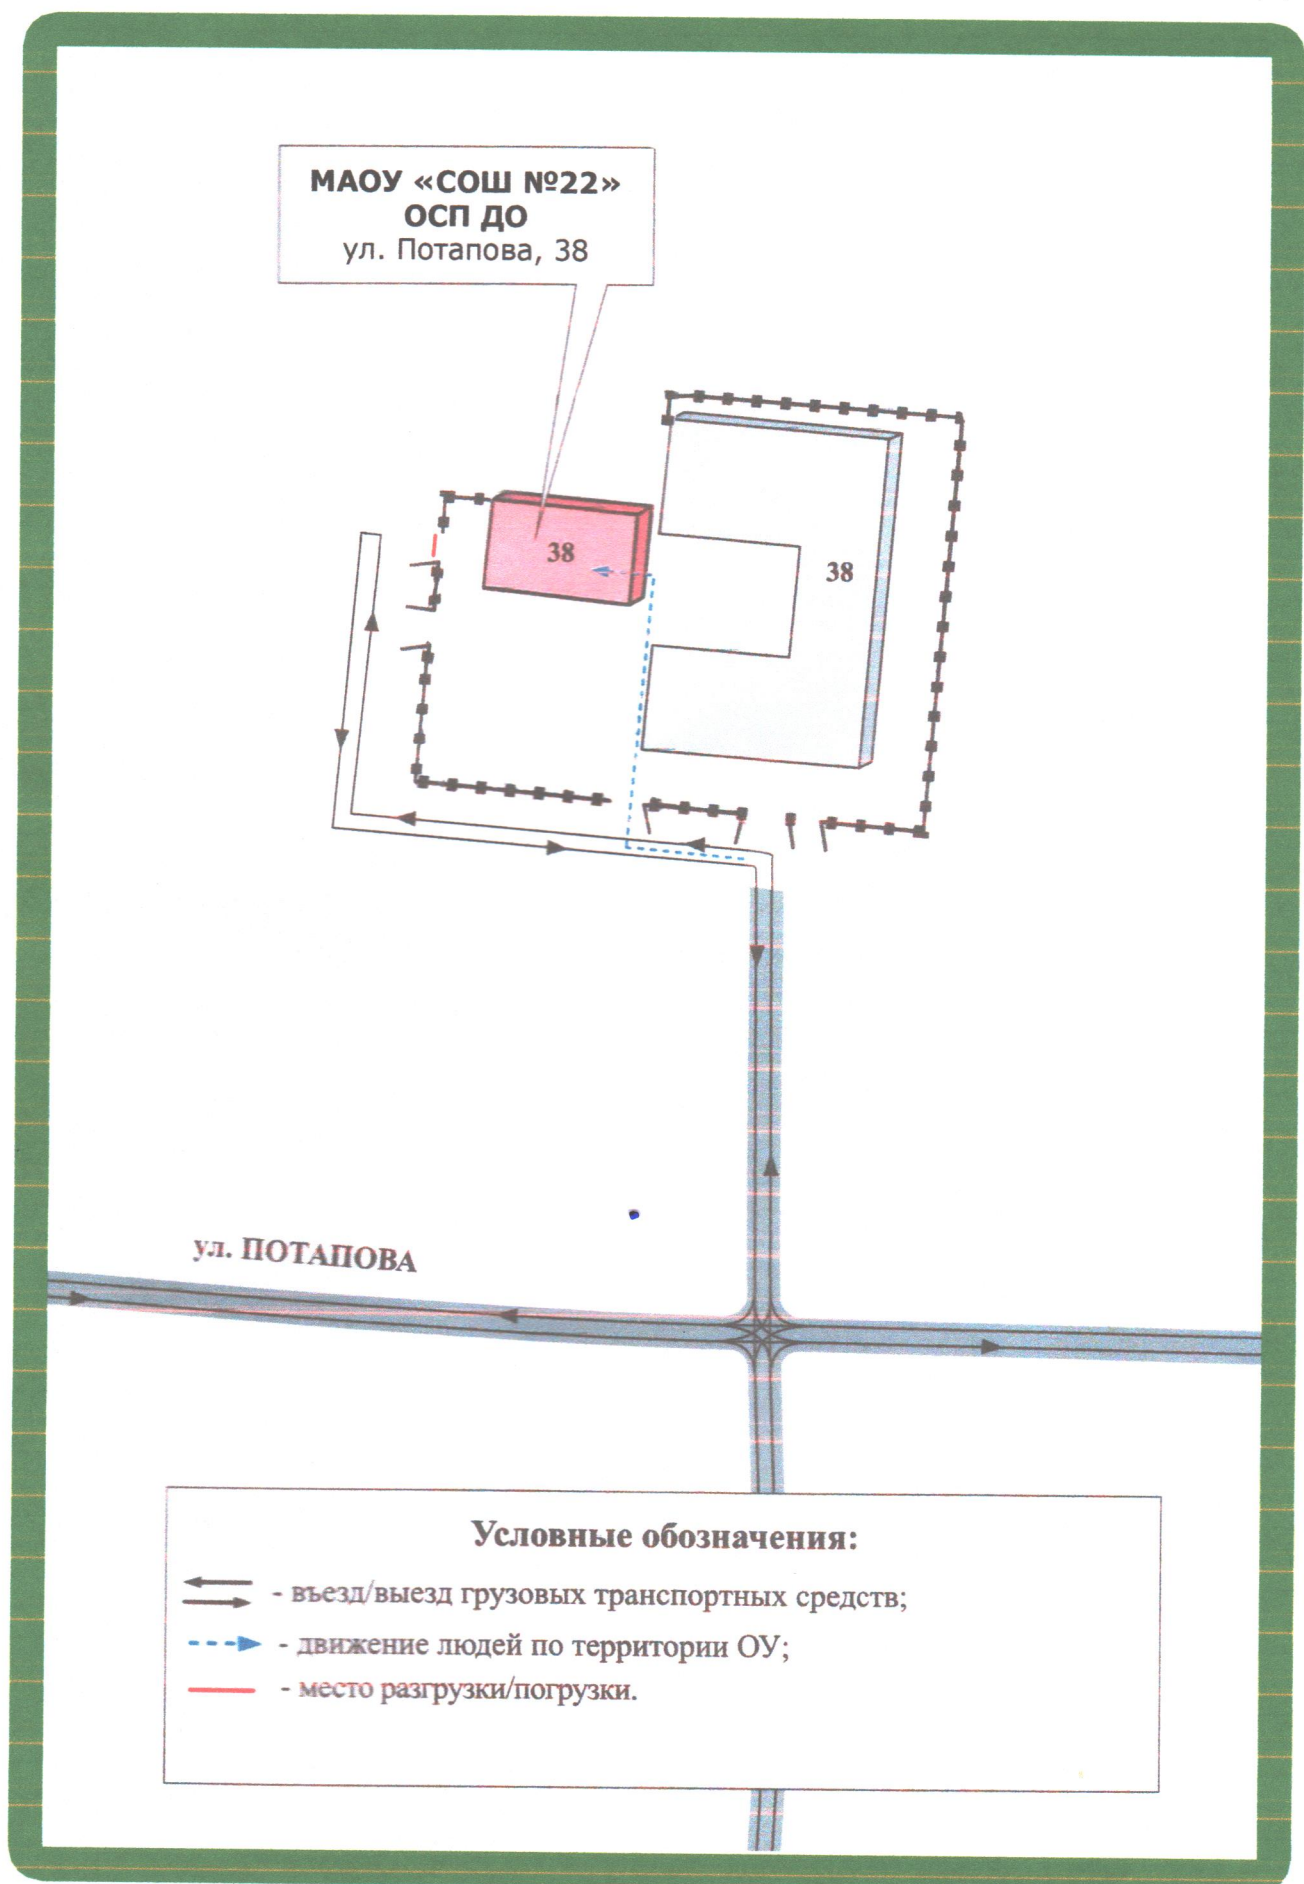 МАОУ «СОШ №22»
ОСП ДО
ул. Потапова, 38
38
38
ул. ПОТАПОВА
Условные обозначения:
- въезд/выезд грузовых транспортных средств;
- движение людей по территории ОУ;
- место разгрузки/погрузки.